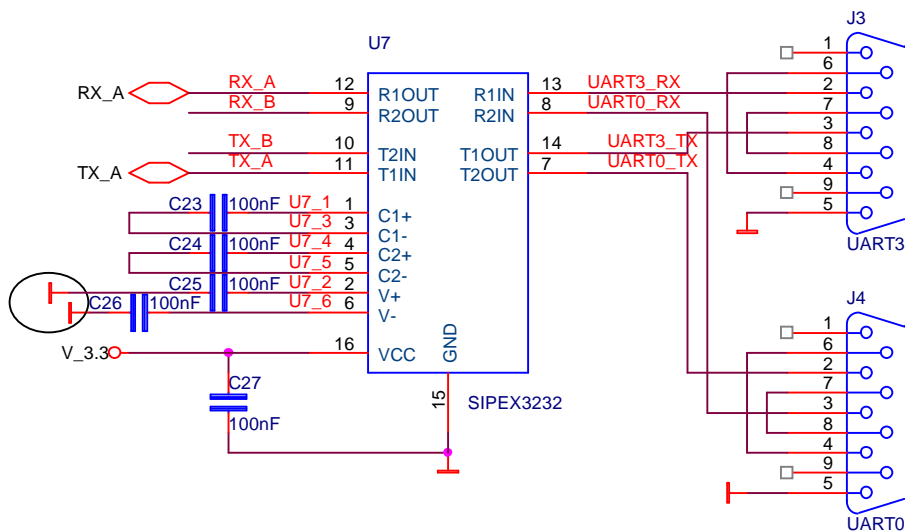 J3
U7
1
6
RX_A RX_A 12 R1OUT R1IN 13 UART3_RX 2
RX_B 9 R2OUT R2IN 8 UART0_RX 7
3
TX_B 10 T2IN T1OUT 14 UART3_TX 8
TX_A TX_A 11 T1IN T2OUT 7 UART0_TX 4
9
C23 100nF U7_1 1 C1+ 5
U7_3 3 C1-
UART3
C24 100nF U7_4 4 C2+
U7_5 5 C2-
C25 U7_2 2 V+
C26 100nF U7_6 6 V-
J4
1
V_3.3 16 VCC GND 6
2
C27 15 SIPEX3232 7
100nF 3
8
4
9
5
UART0